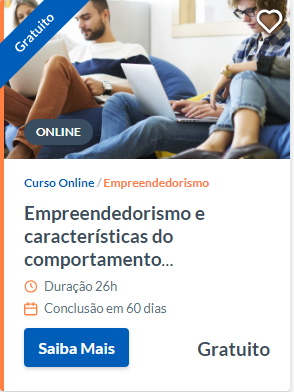 Gratuito
ONLINE
Curso Online / Empreendedorismo
Empreendedorismo e
características do
comportamento...
Duração 26h
Conclusão em 60 dias
Saiba Mais
Gratuito